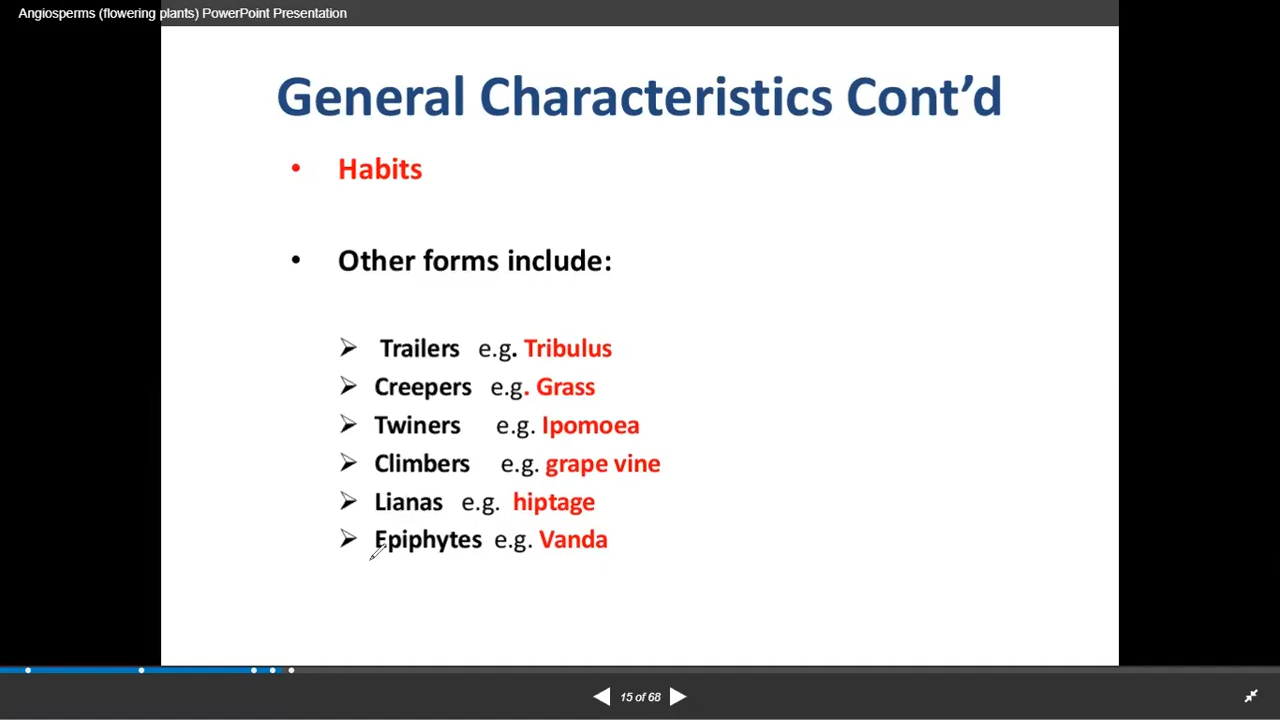 Angiosperms (flowering plants) PowerPoint Presentation
General Characteristics Cont’d
• Habits
• Other forms include:
➢ Trailers e.g. Tribulus
➢ Creepers e.g. Grass
➢ Twiners e.g. Ipomoea
➢ Climbers e.g. grape vine
➢ Lianas e.g. hiptage
➢ Epiphytes e.g. Vanda
15 of 68